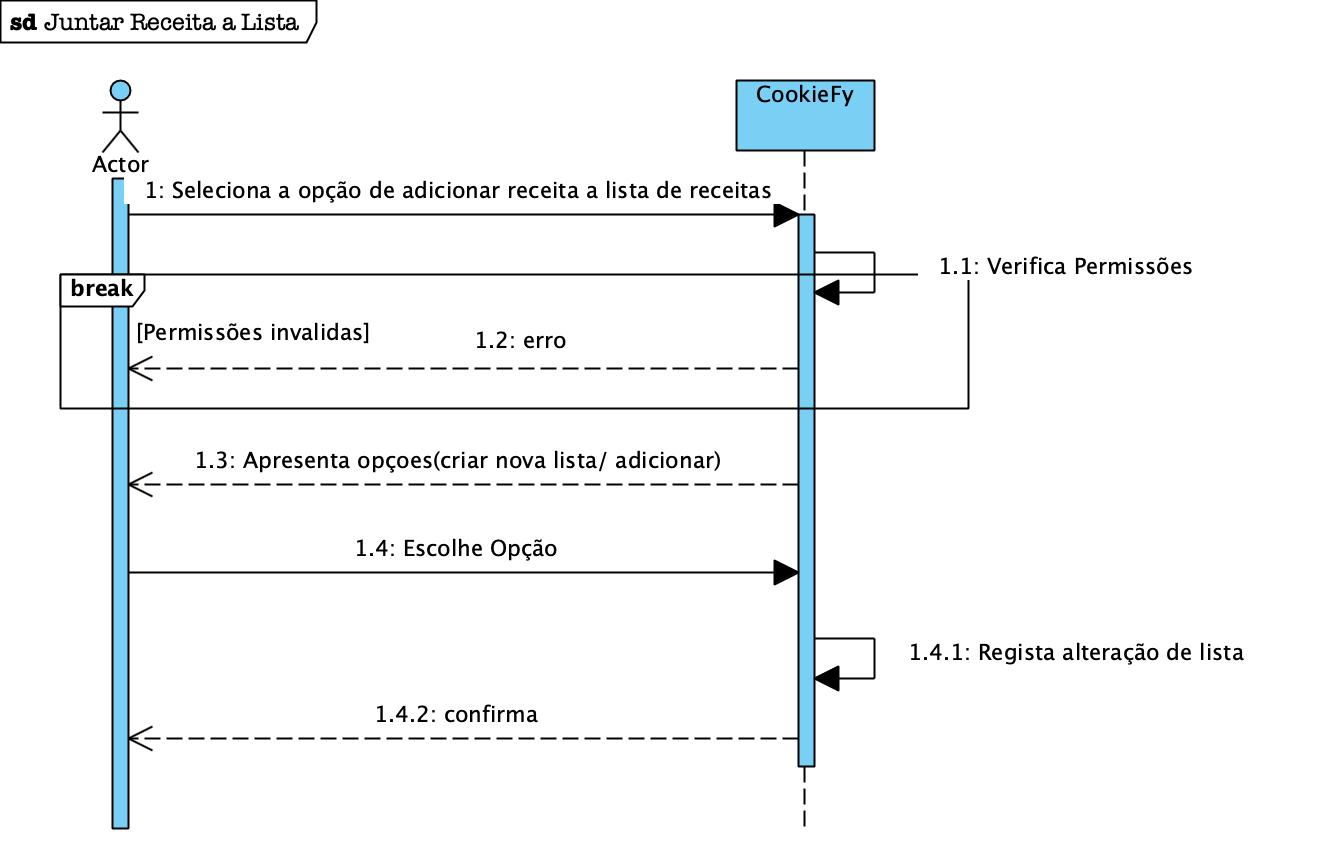 sd Juntar Receita a Lista
CookieFy
Actor
1: Seleciona a opção de adicionar receita a lista de receitas
1.1: Verifica Permissões
break
[Permissões invalidas]
1.2: erro
1.3: Apresenta opçoes(criar nova lista/ adicionar)
1.4: Escolhe Opção
1.4.1: Regista alteração de lista
1.4.2: confirma